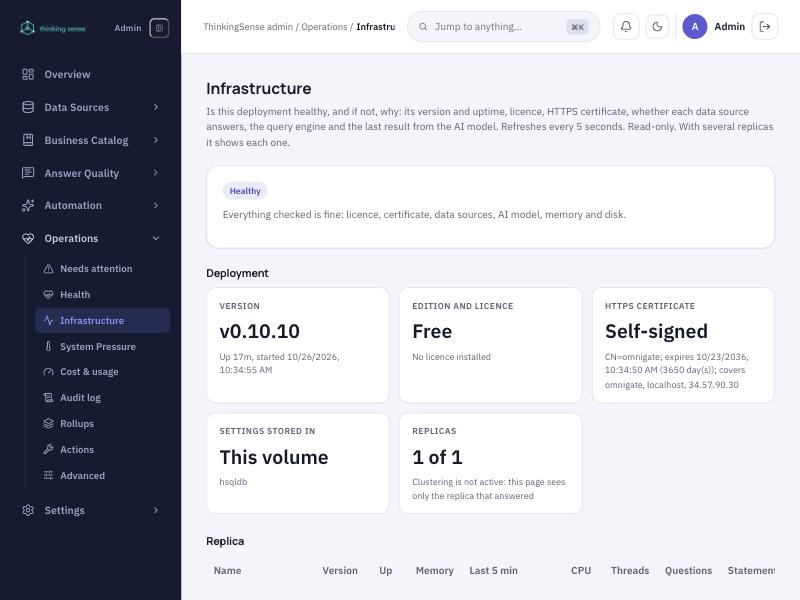 thinking sense
Admin
ThinkingSense admin / Operations / Infrastru
Jump to anything...
⌘K
A
Admin
Overview
Data Sources
Business Catalog
Answer Quality
Automation
Operations
Needs attention
Health
Infrastructure
System Pressure
Cost & usage
Audit log
Rollups
Actions
Advanced
Settings
Infrastructure
Is this deployment healthy, and if not, why: its version and uptime, licence, HTTPS certificate, whether each data source
answers, the query engine and the last result from the AI model. Refreshes every 5 seconds. Read-only. With several replicas
it shows each one.
Healthy
Everything checked is fine: licence, certificate, data sources, AI model, memory and disk.
Deployment
VERSION
v0.10.10
Up 17m, started 10/26/2026,
10:34:55 AM
EDITION AND LICENCE
Free
No licence installed
HTTPS CERTIFICATE
Self-signed
CN=omnigate; expires 10/23/2036,
10:34:50 AM (3650 day(s)); covers
omnigate, localhost, 34.57.90.30
SETTINGS STORED IN
This volume
hsqldb
REPLICAS
1 of 1
Clustering is not active: this page sees
only the replica that answered
Replica
Name Version Up Memory Last 5 min CPU Threads Questions Statement